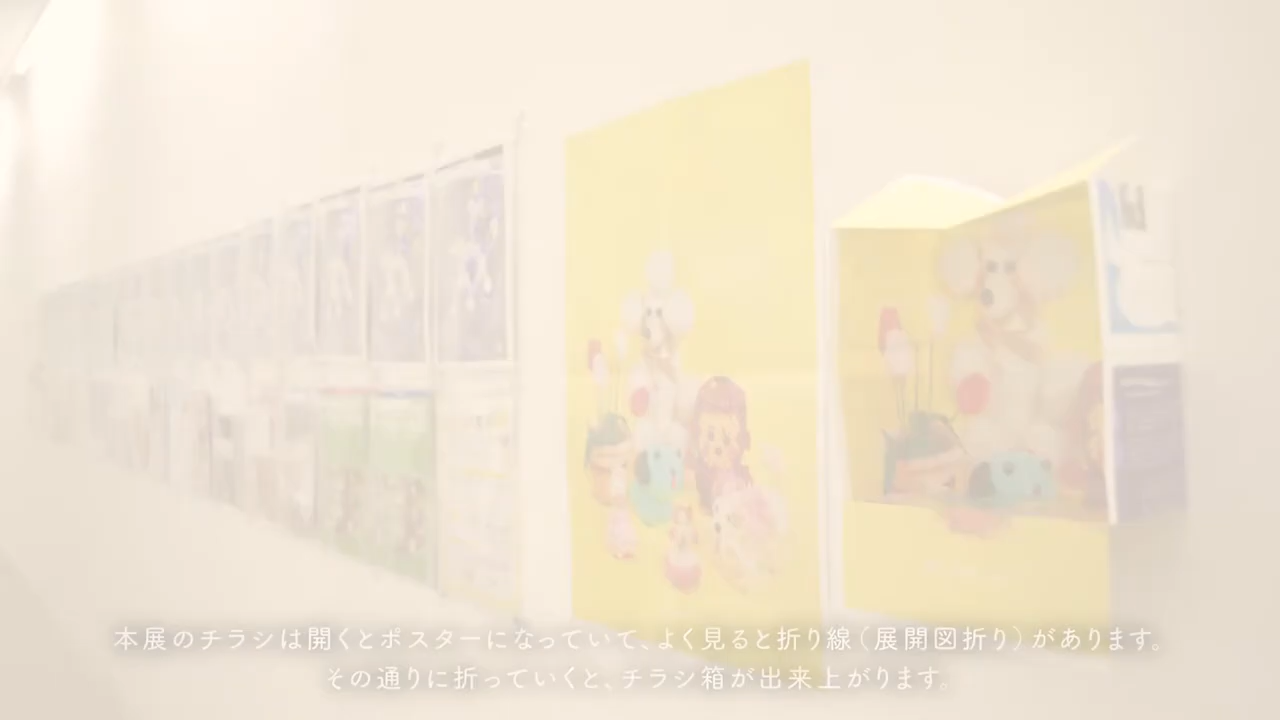 本展のチラシは開くとポスターになっていて、よく見ると折り線（展開図折り）があります。
その通りに折っていくと、チラシ箱が出来上がります。